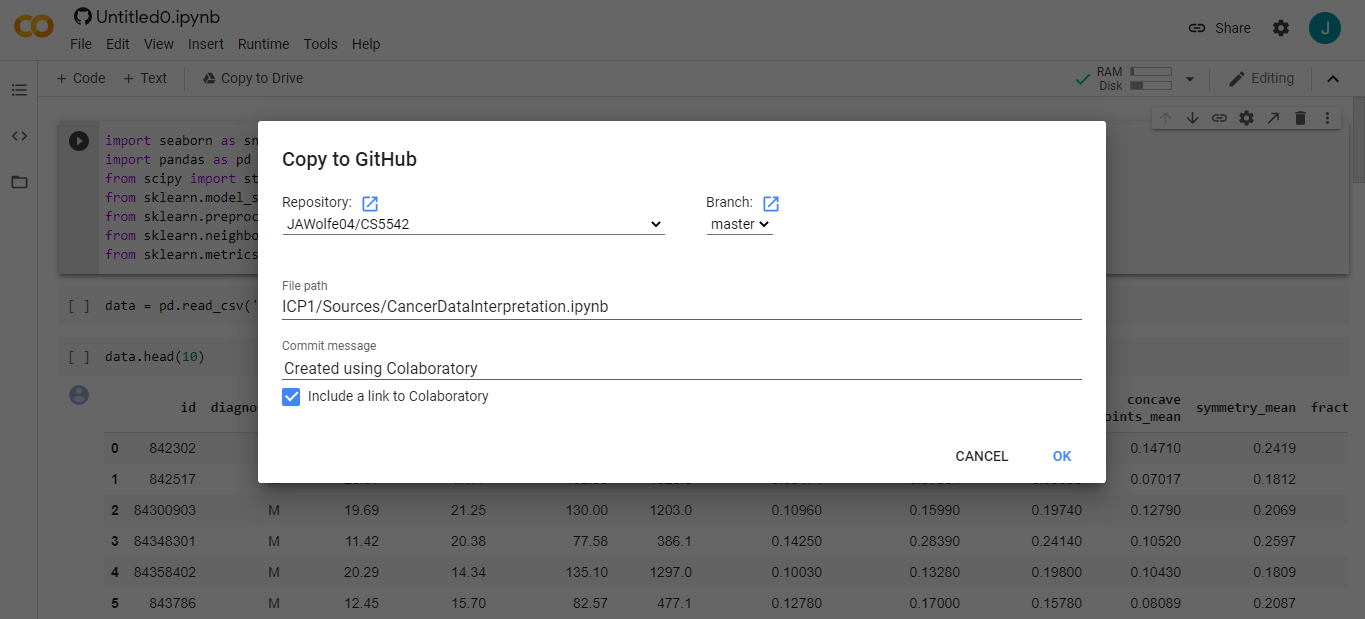 Untitled0.ipynb
File Edit View Insert Runtime Tools Help
Share
J
+ Code + Text Copy to Drive
RAM
Disk
Editing
Copy to GitHub
Repository:
Branch:
JAWolfe04/CS5542
master
File path
ICP1/Sources/CancerDataInterpretation.ipynb
Commit message
Created using Colaboratory
Include a link to Colaboratory
CANCEL OK
import seaborn as sn
import pandas as pd
from scipy import st
from sklearn.model_s
from sklearn.preproc
from sklearn.neighbo
from sklearn.metrics
[ ] data = pd.read_csv('
[ ] data.head(10)
id diagno concave symmetry_mean fract
oints_mean
0 842302 0.14710 0.2419
1 842517 0.07017 0.1812
2 84300903 M 19.69 21.25 130.00 1203.0 0.10960 0.15990 0.19740 0.12790 0.2069
3 84348301 M 11.42 20.38 77.58 386.1 0.14250 0.28390 0.24140 0.10520 0.2597
4 84358402 M 20.29 14.34 135.10 1297.0 0.10030 0.13280 0.19800 0.10430 0.1809
5 843786 M 12.45 15.70 82.57 477.1 0.12780 0.17000 0.15780 0.08089 0.2087